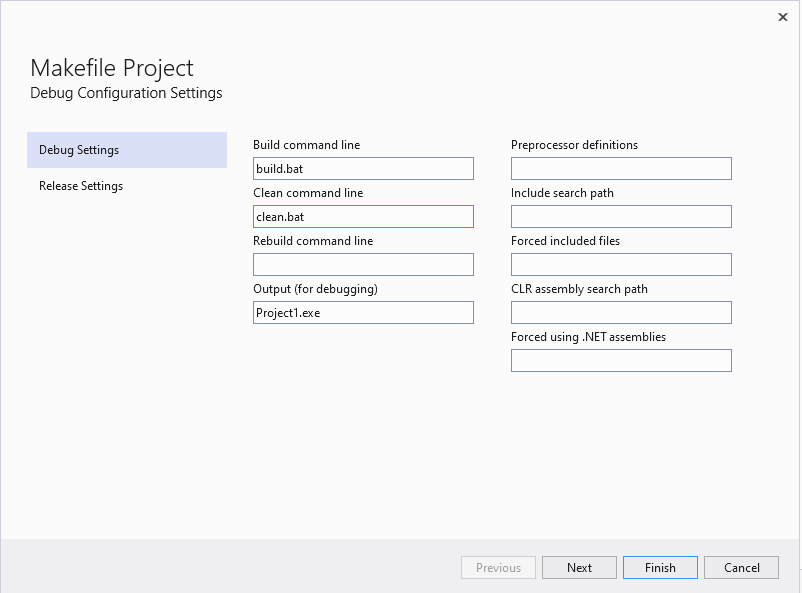 Makefile Project
Debug Configuration Settings
Debug Settings
Release Settings
Build command line
build.bat
Clean command line
clean.bat
Rebuild command line
Output (for debugging)
Project1.exe
Preprocessor definitions
Include search path
Forced included files
CLR assembly search path
Forced using .NET assemblies
Previous
Next
Finish
Cancel